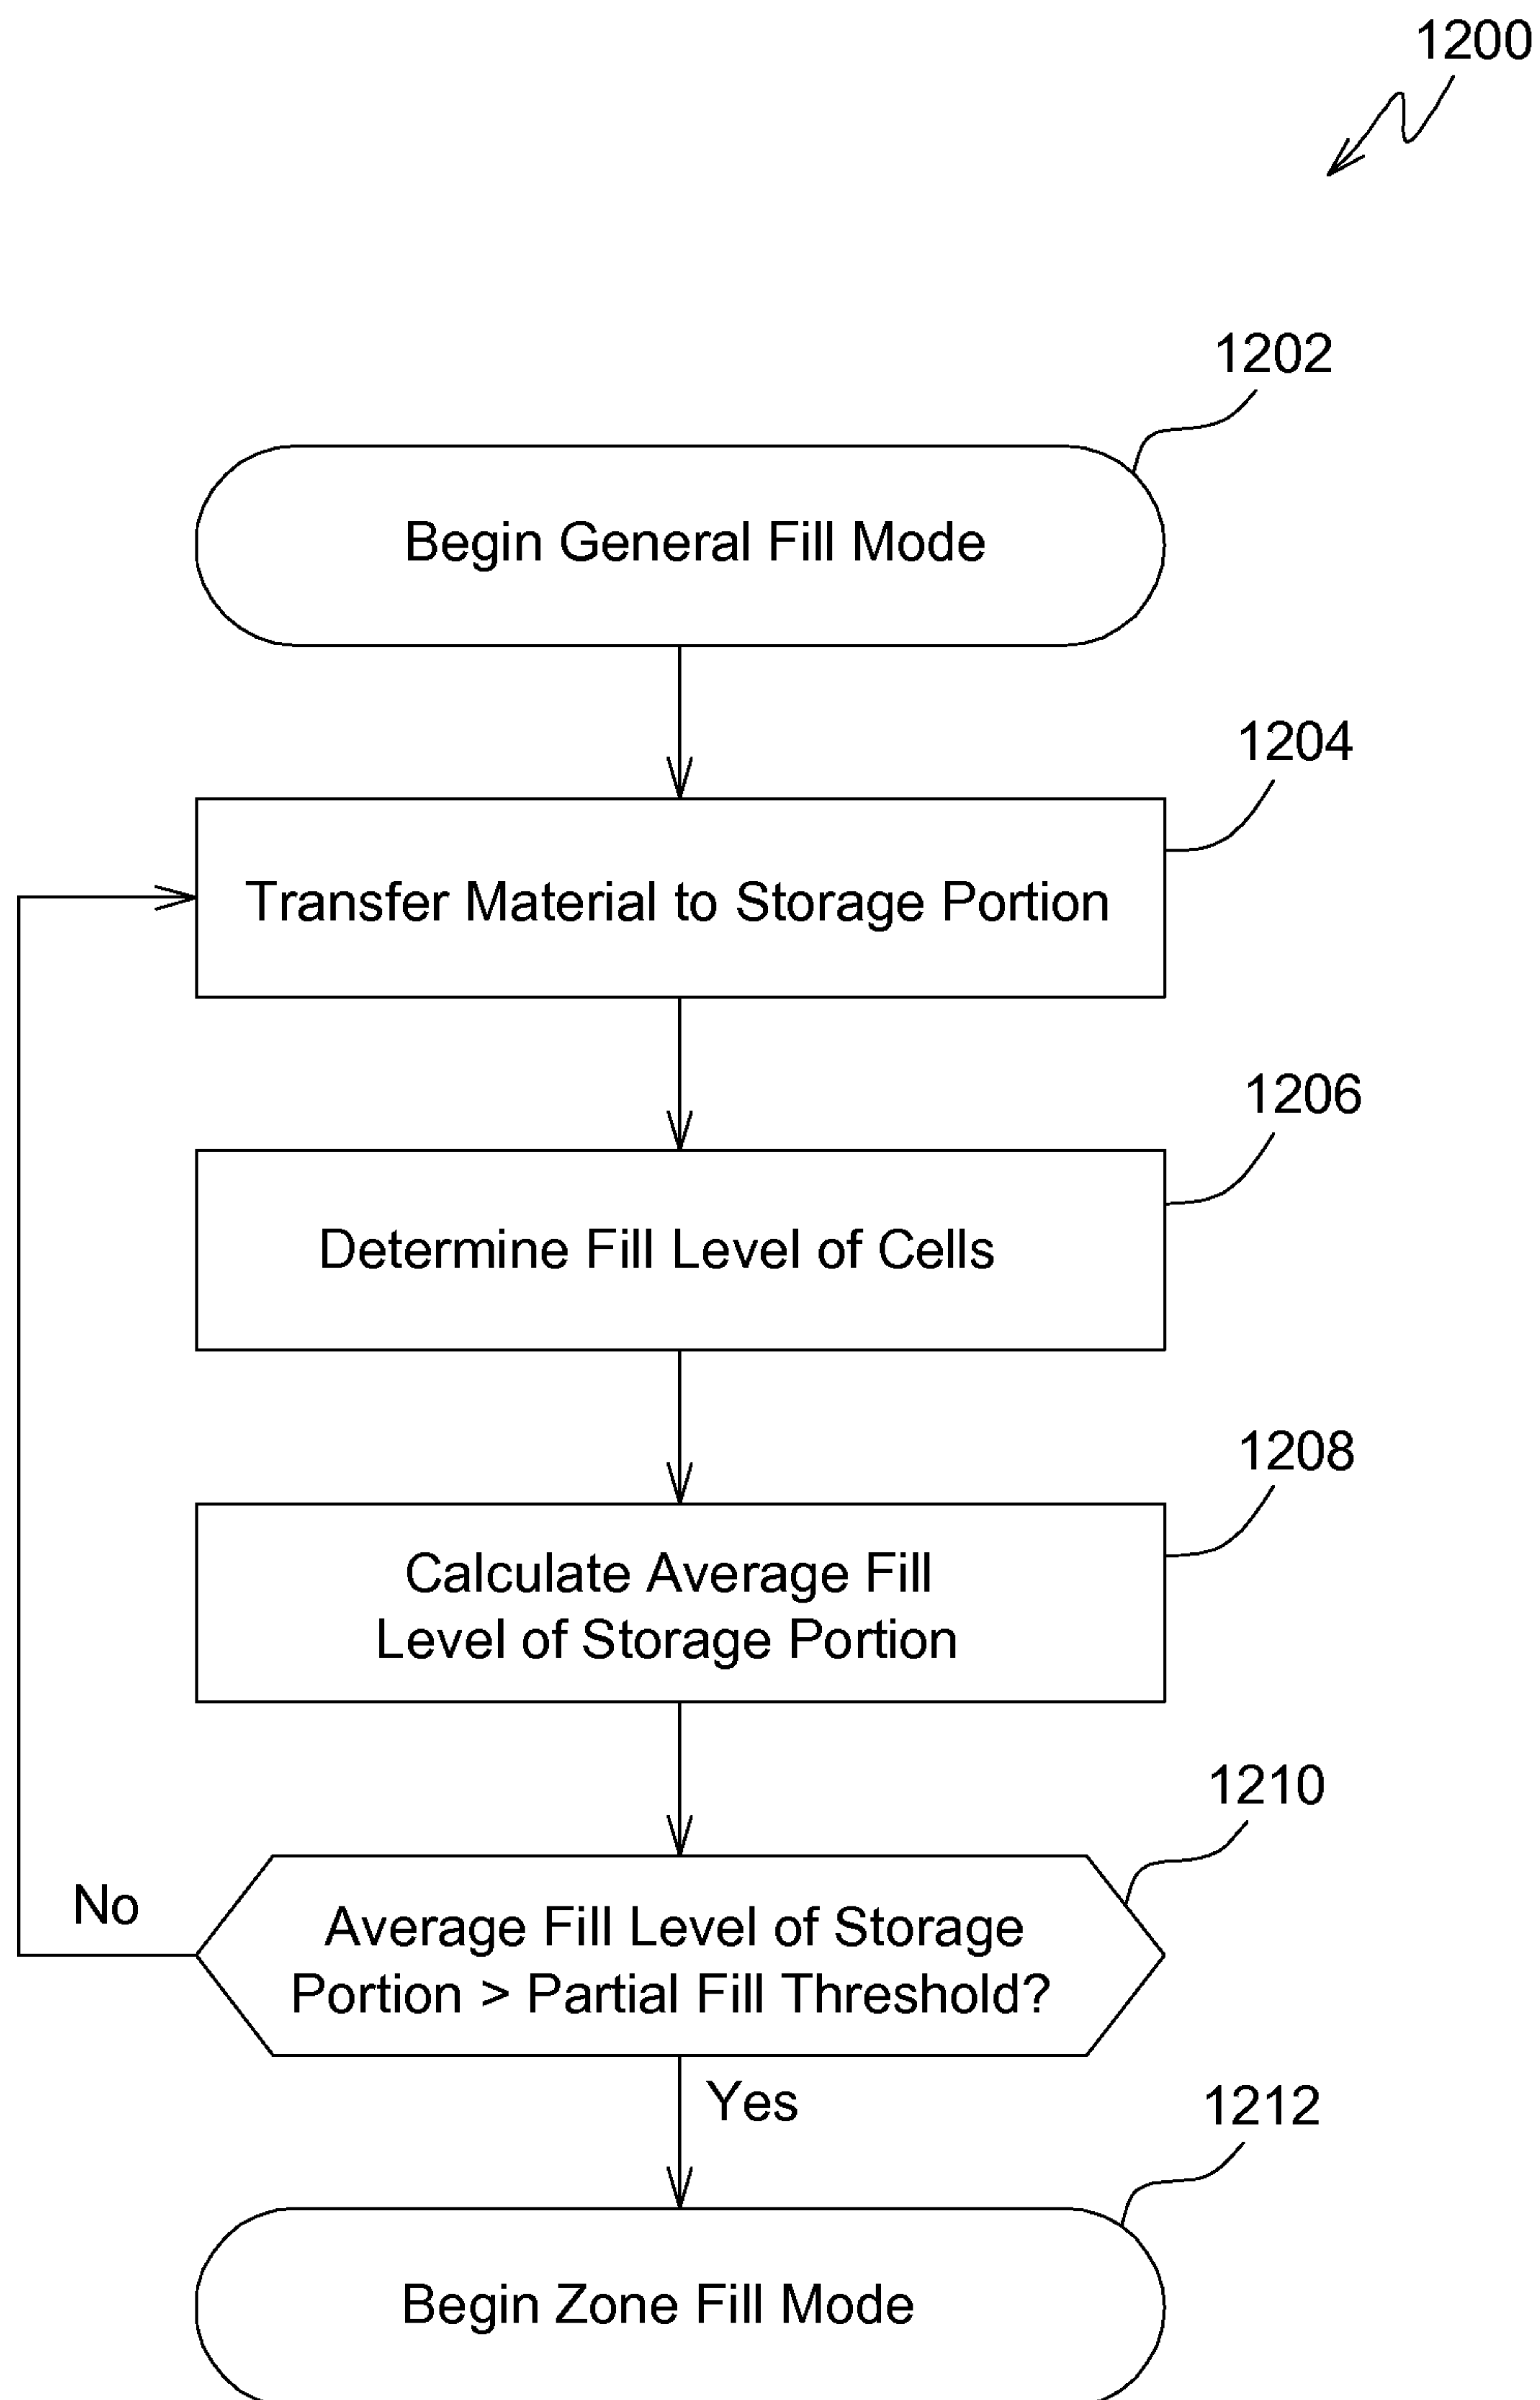 1200
1202
Begin General Fill Mode
1204
Transfer Material to Storage Portion
1206
Determine Fill Level of Cells
1208
Calculate Average Fill
Level of Storage Portion
1210
No
Average Fill Level of Storage
Portion > Partial Fill Threshold?
Yes
1212
Begin Zone Fill Mode